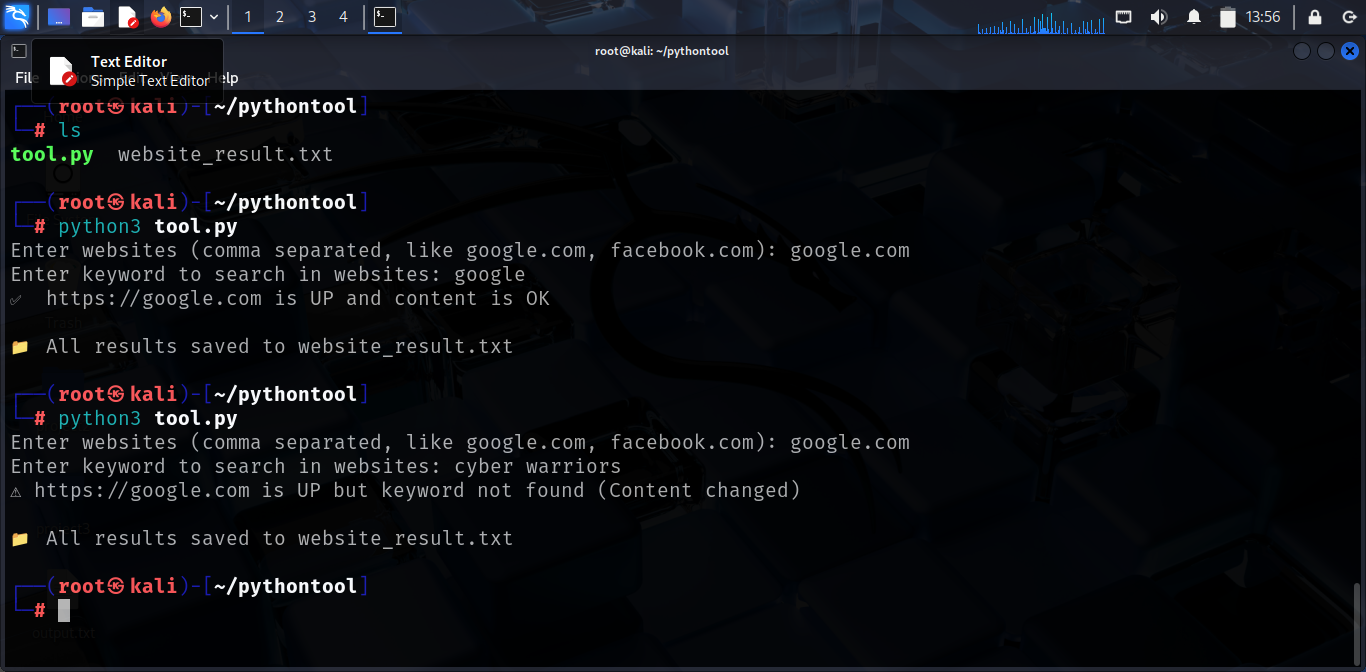 1 2 3 4 13:56
root@kali: ~/pythontool
Text Editor
Simple Text Editor
File Help
┌──(root㉿kali)-[~/pythontool]
└─# ls
tool.py website_result.txt
┌──(root㉿kali)-[~/pythontool]
└─# python3 tool.py
Enter websites (comma separated, like google.com, facebook.com): google.com
Enter keyword to search in websites: google
✅ https://google.com is UP and content is OK
Trash
📁 All results saved to website_result.txt
┌──(root㉿kali)-[~/pythontool]
└─# python3 tool.py
Enter websites (comma separated, like google.com, facebook.com): google.com
Enter keyword to search in websites: cyber warriors
⚠ https://google.com is UP but keyword not found (Content changed)
📁 All results saved to website_result.txt
┌──(root㉿kali)-[~/pythontool]
└─#
output.txt